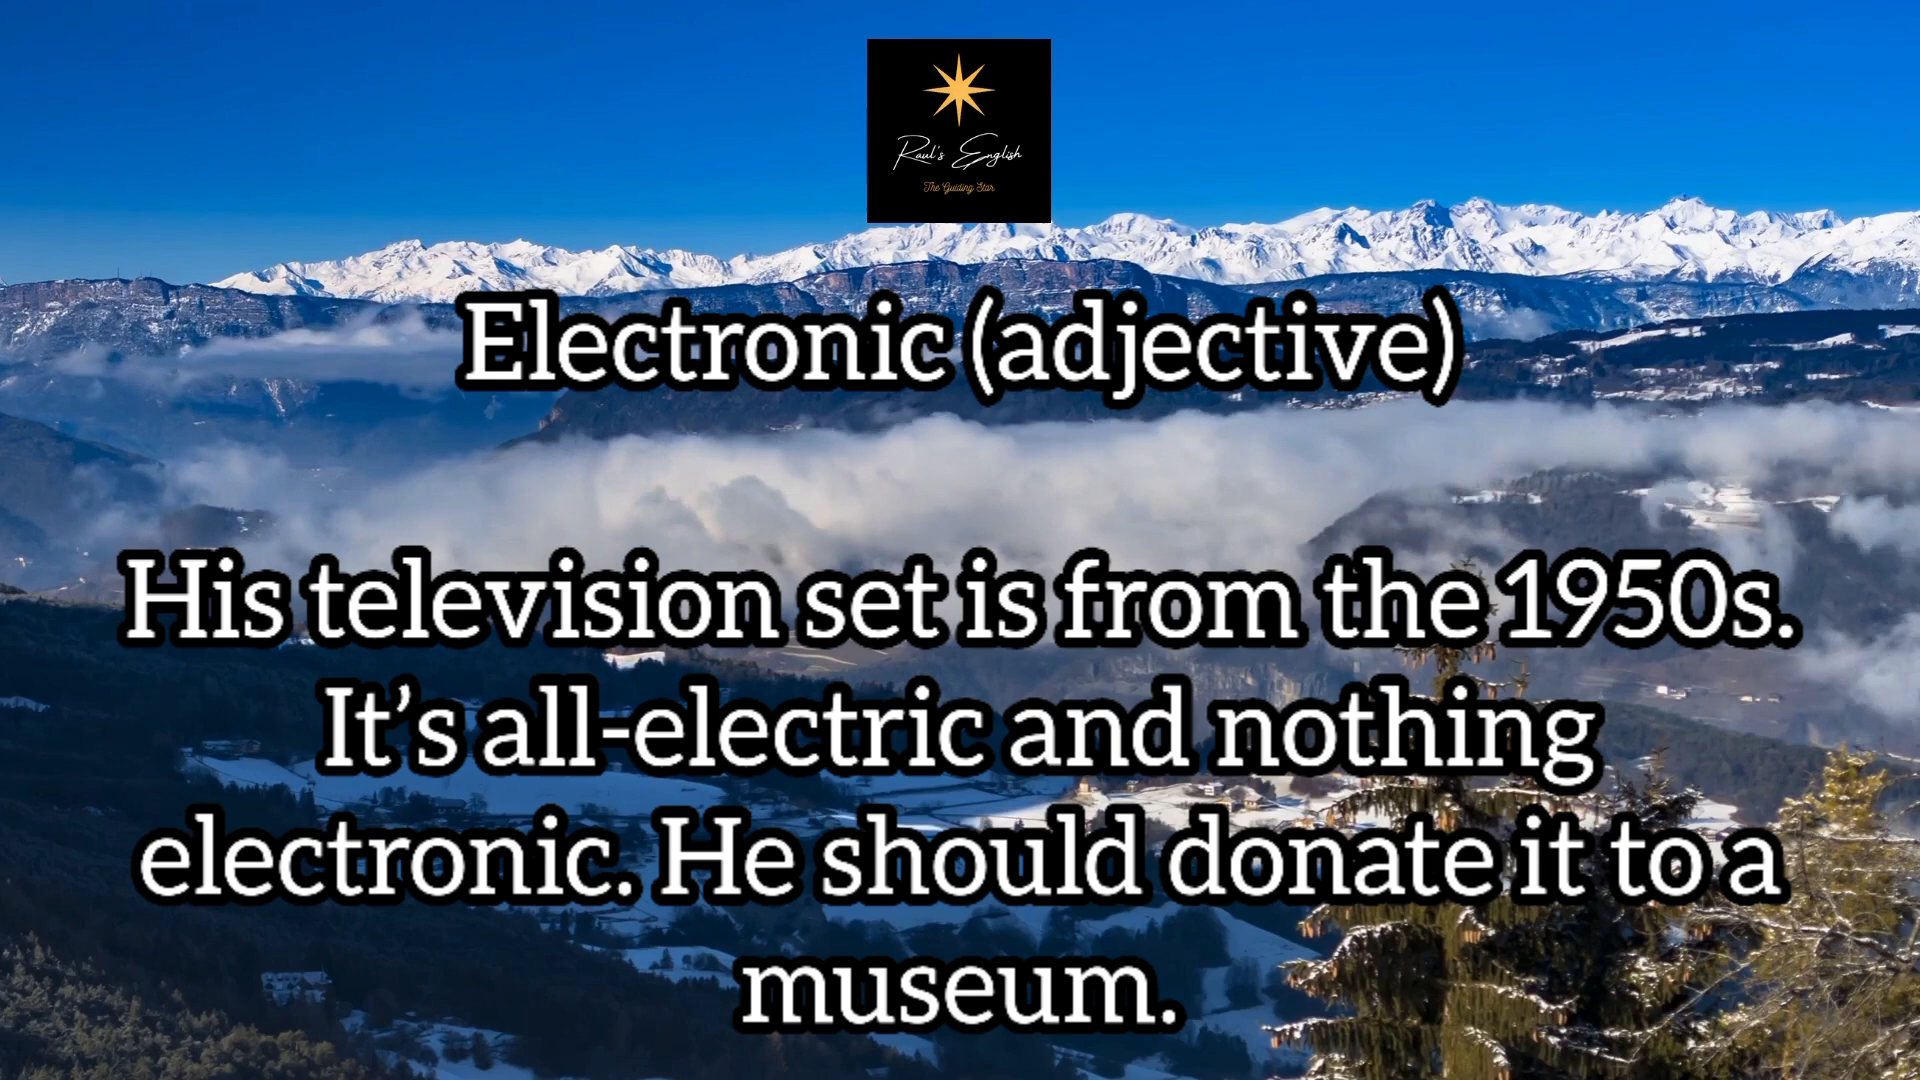 Raul's English
The Guiding Star
Electronic (adjective)
His television set is from the 1950s.
It’s all-electric and nothing
electronic. He should donate it to a
museum.